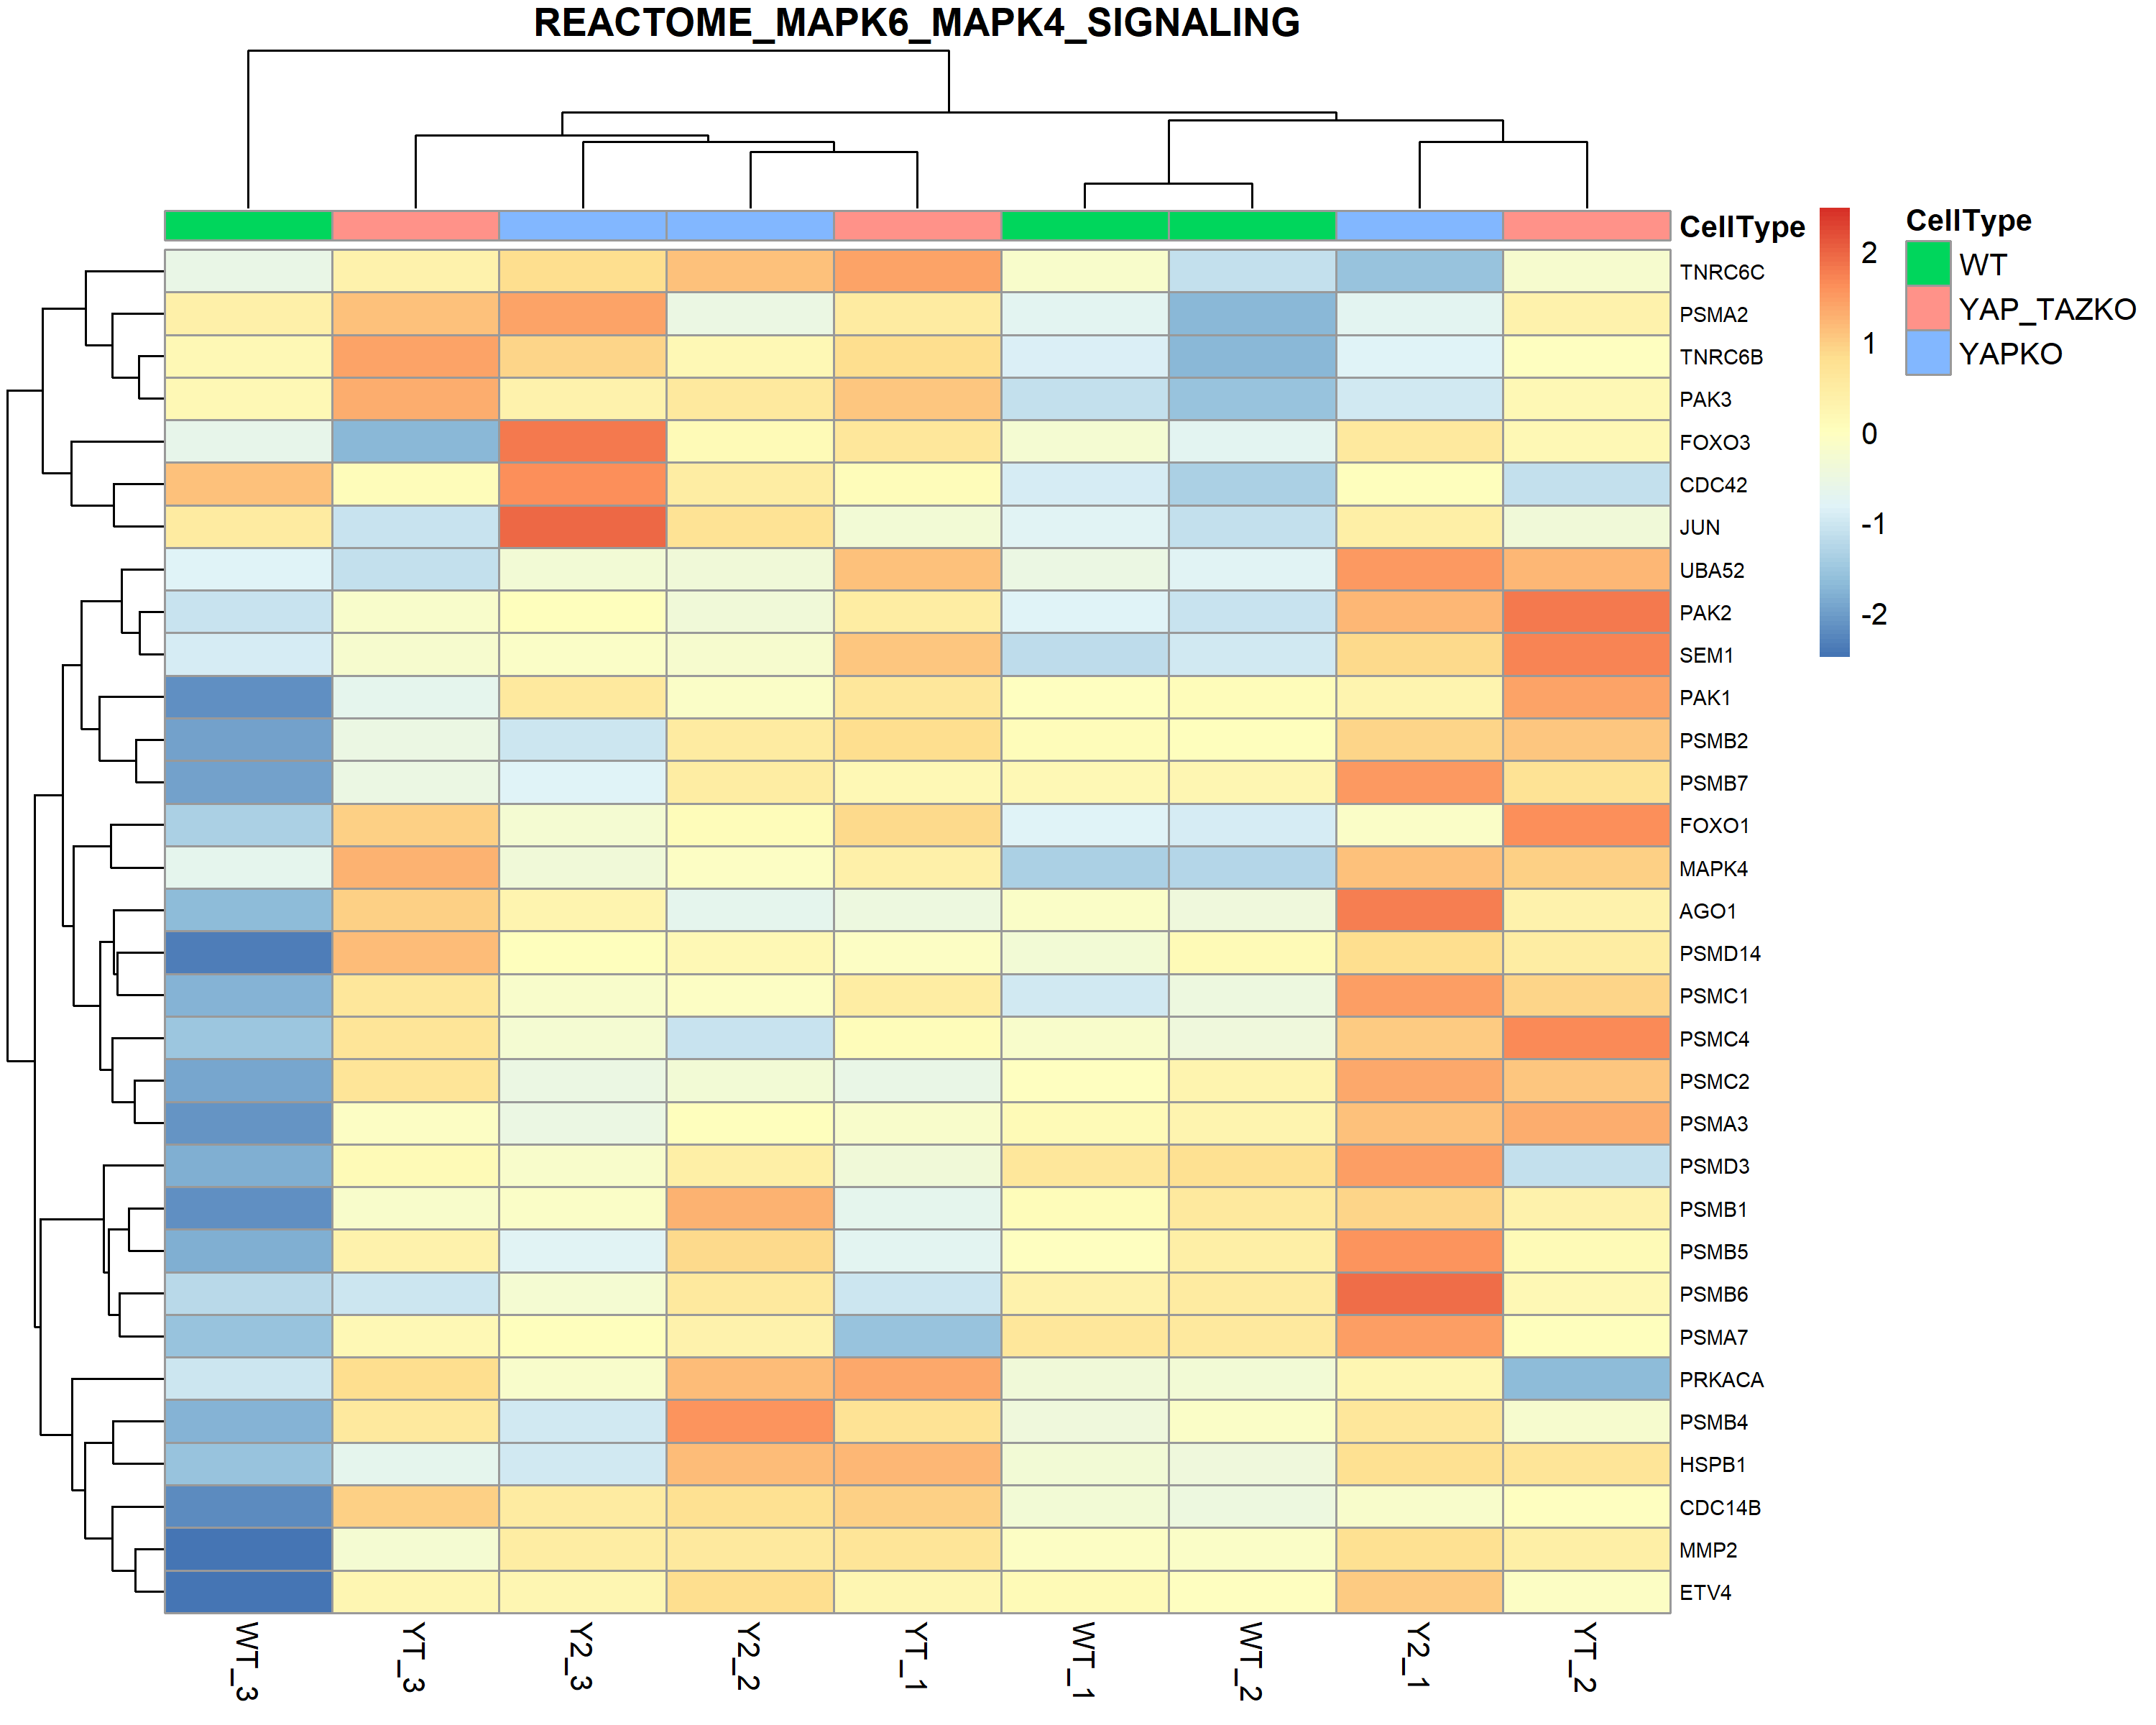 REACTOME_MAPK6_MAPK4_SIGNALING
CellType
TNRC6C
PSMA2
TNRC6B
PAK3
FOXO3
CDC42
JUN
UBA52
PAK2
SEM1
PAK1
PSMB2
PSMB7
FOXO1
MAPK4
AGO1
PSMD14
PSMC1
PSMC4
PSMC2
PSMA3
PSMD3
PSMB1
PSMB5
PSMB6
PSMA7
PRKACA
PSMB4
HSPB1
CDC14B
MMP2
ETV4
WT_3
YT_3
Y2_3
Y2_2
YT_1
WT_1
WT_2
Y2_1
YT_2
2
1
0
-1
-2
CellType
WT
YAP_TAZKO
YAPKO